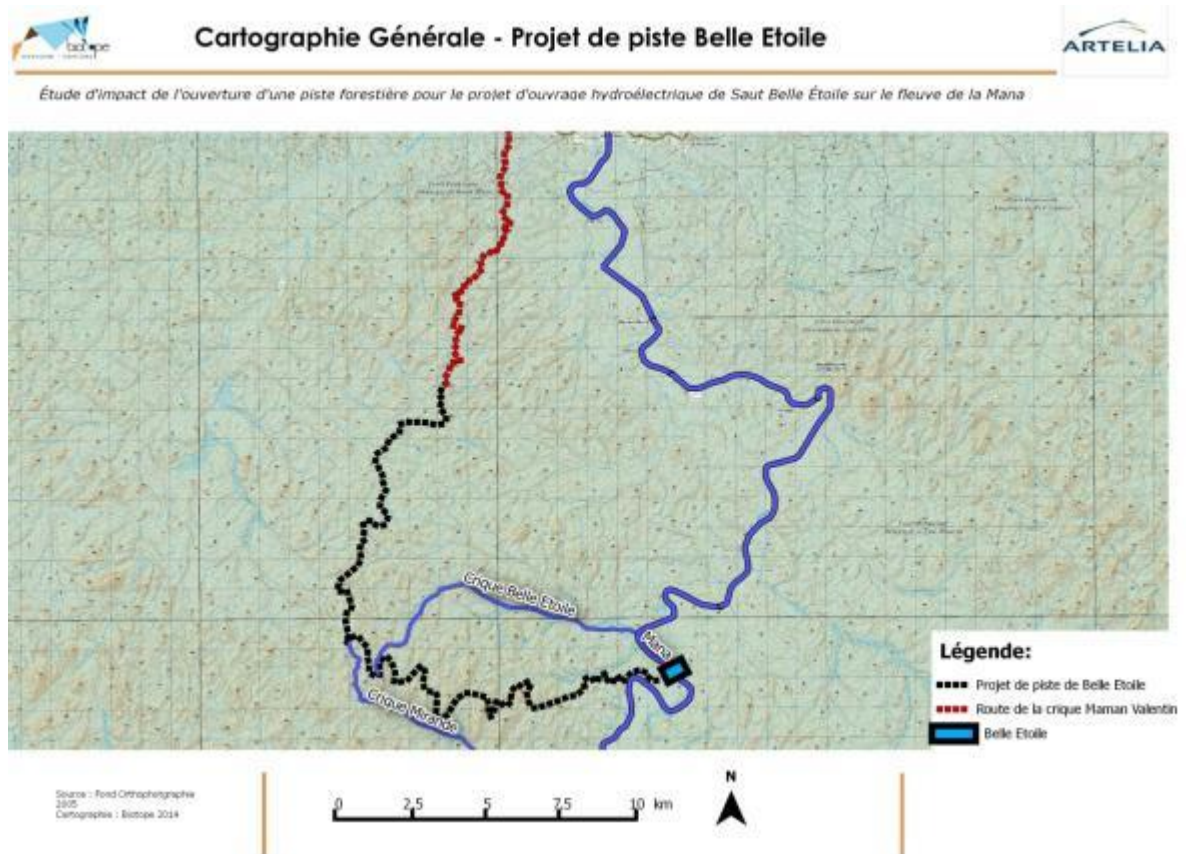 biotope
Cartographie Générale - Projet de piste Belle Etoile
ARTELIA
Étude d'impact de l'ouverture d'une piste forestière pour le projet d'ouvrage hydroélectrique de Saut Belle Étoile sur le fleuve de la Mana
Crique Belle Etoile
Mana
Crique Mirande
Légende:
Projet de piste de Belle Etoile
Route de la crique Maman Valentin
Belle Etoile
Source : Fond Orthophotographie
2005
Cartographie : Biotope 2014
0 2,5 5 7,5 10 km
N